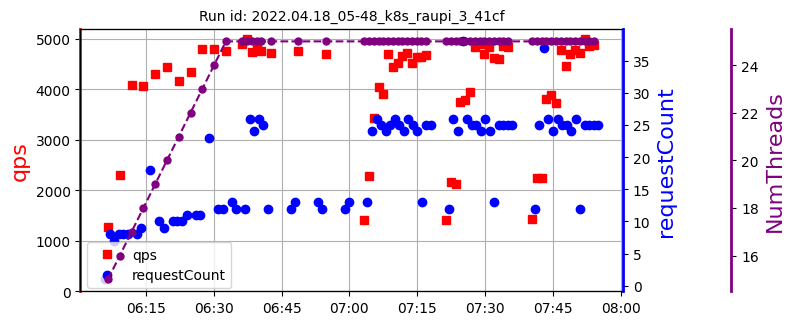 Run id: 2022.04.18_05-48_k8s_raupi_3_41cf
qps
5000
4000
3000
2000
1000
0
qps
requestCount
06:15 06:30 06:45 07:00 07:15 07:30 07:45 08:00
35
30
25
20
15
10
5
0
requestCount
24
22
20
18
16
NumThreads